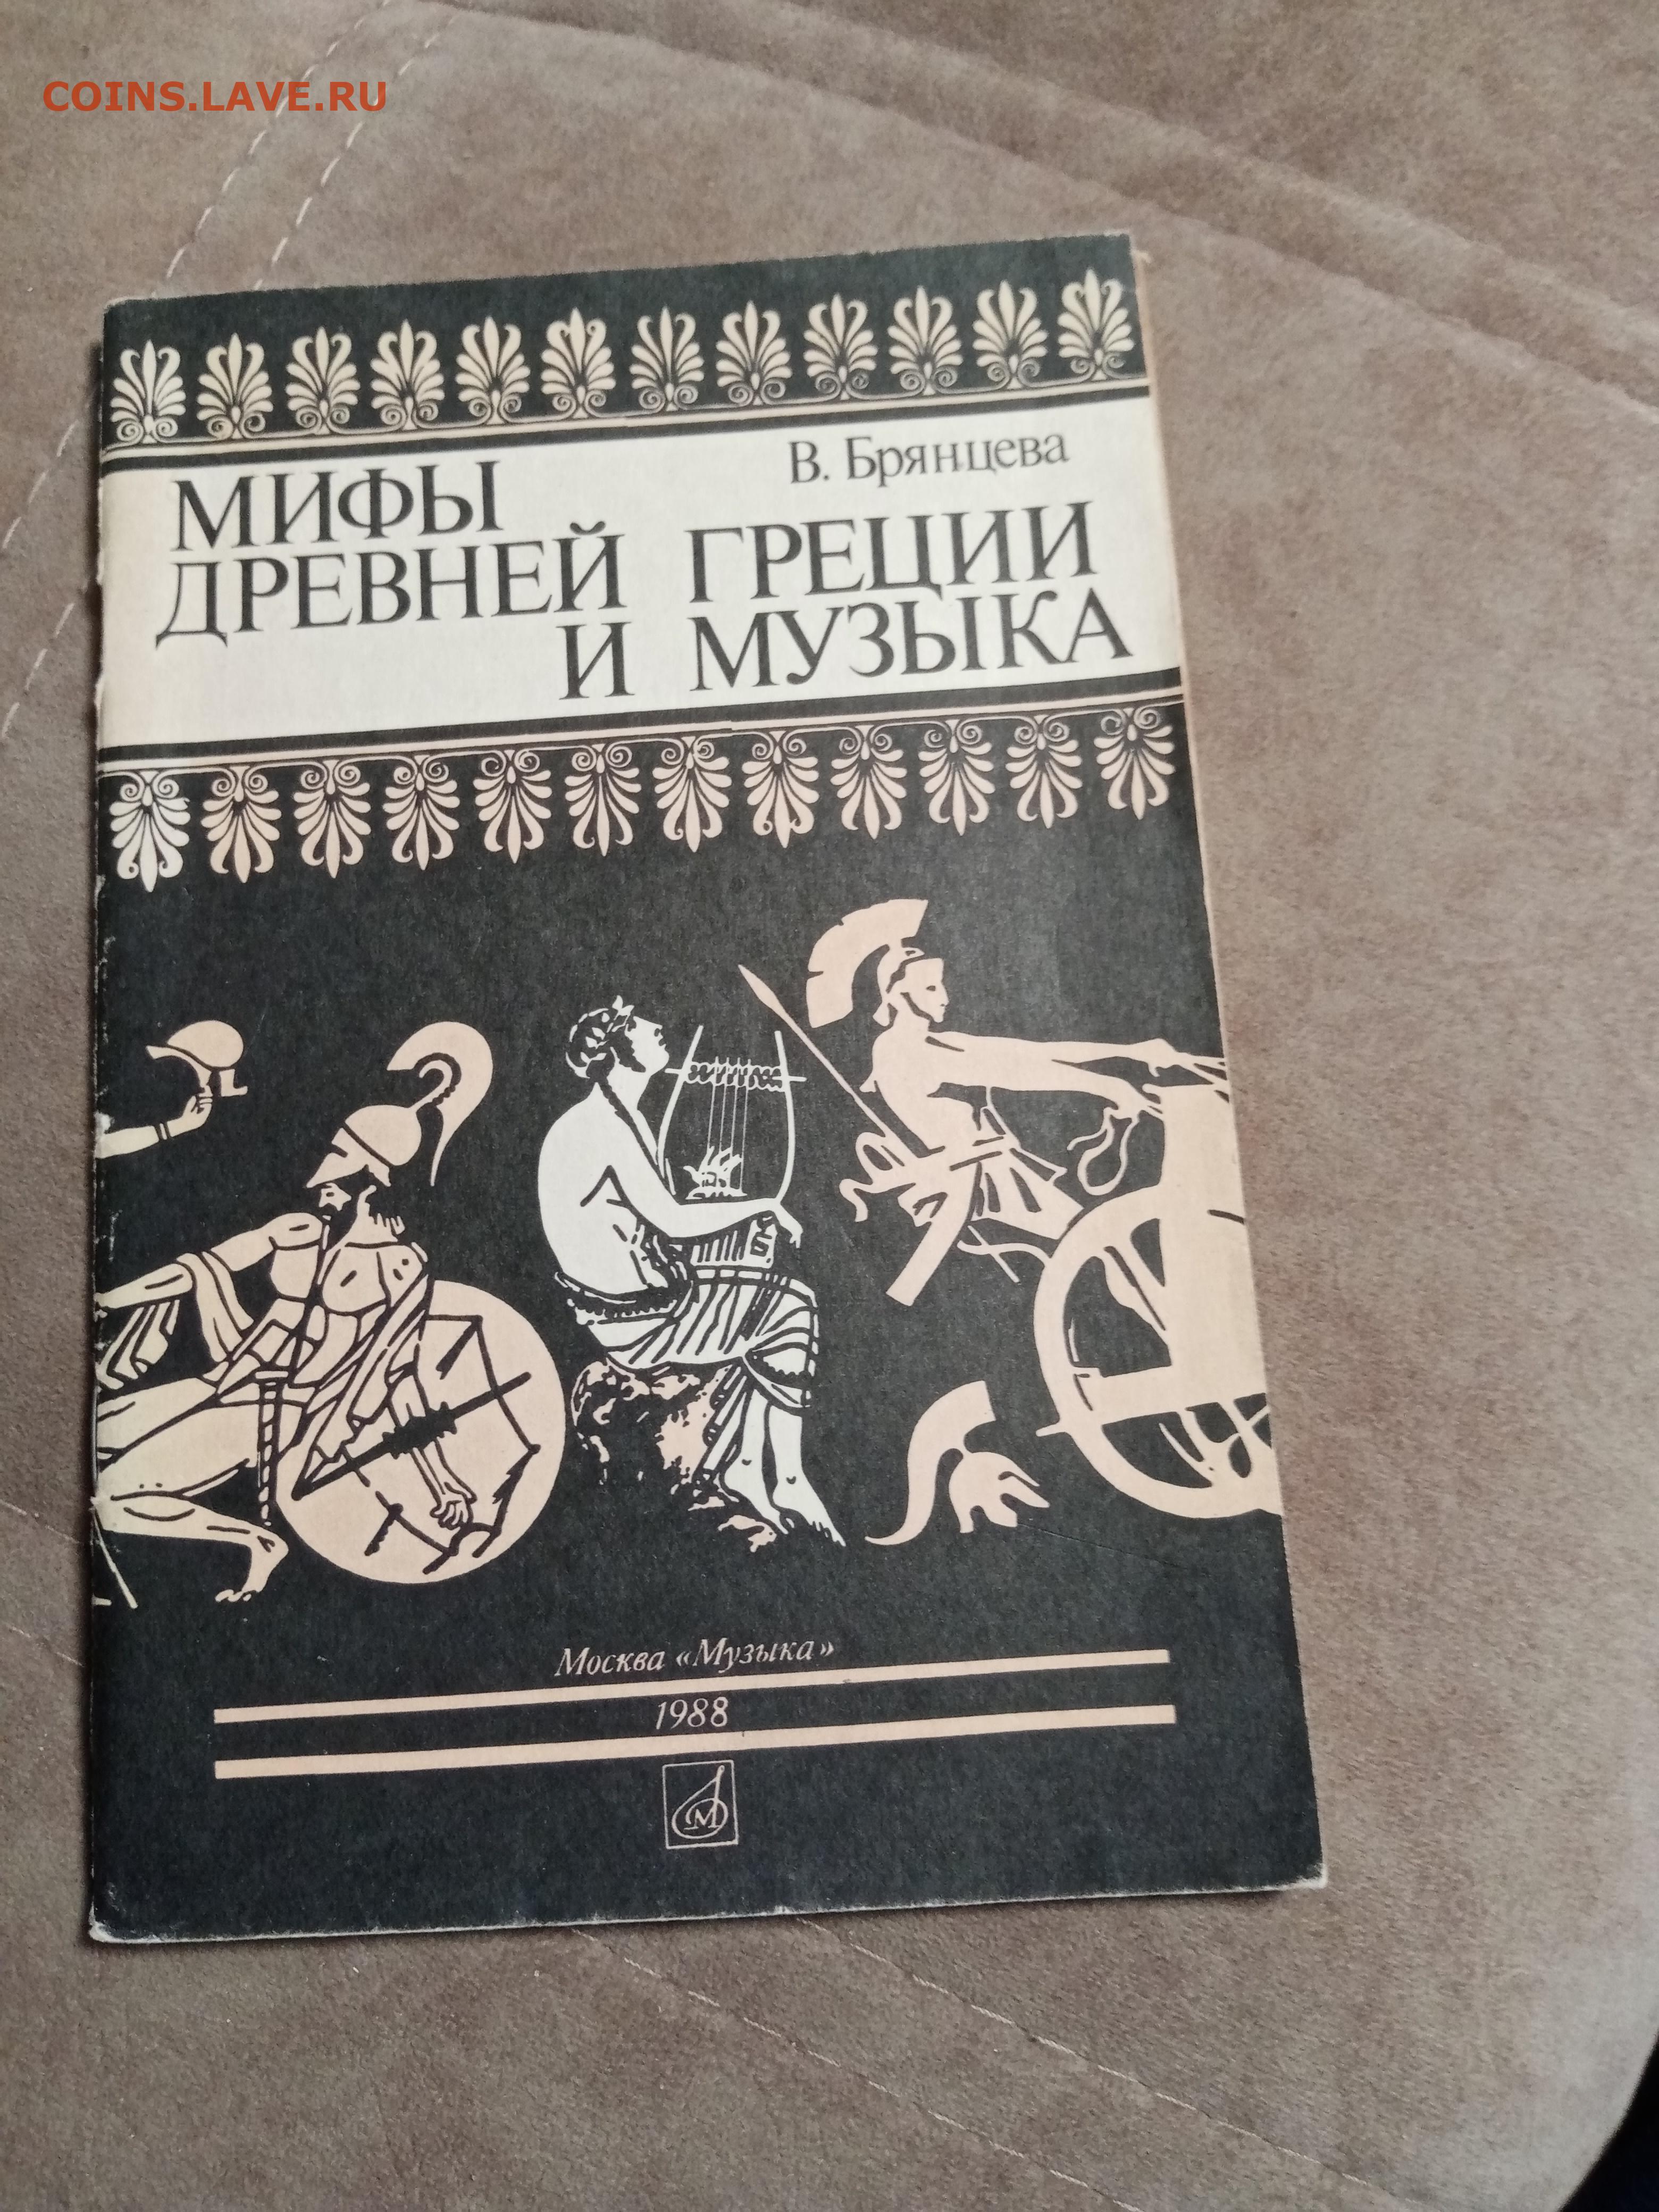 COINS.LAVE.RU
В. Брянцева
МИФЫ
ДРЕВНЕЙ ГРЕЦИИ
И МУЗЫКА
Москва «Музыка»
1988
М